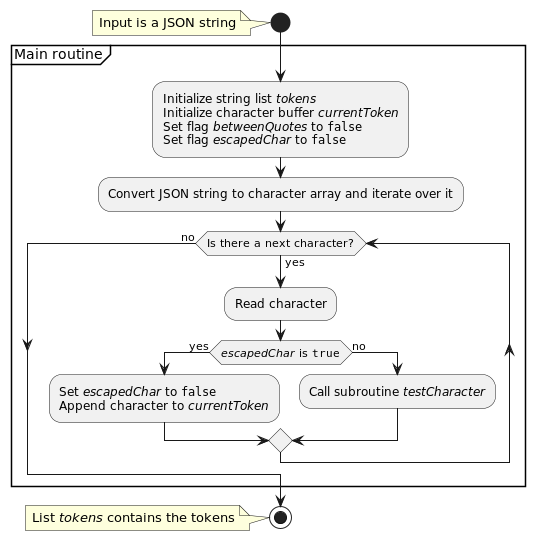 Input is a JSON string
Main routine
Initialize string list tokens
Initialize character buffer currentToken
Set flag betweenQuotes to false
Set flag escapedChar to false
Convert JSON string to character array and iterate over it
no
Is there a next character?
yes
Read character
yes
escapedChar is true
no
Set escapedChar to false
Append character to currentToken
Call subroutine testCharacter
List tokens contains the tokens